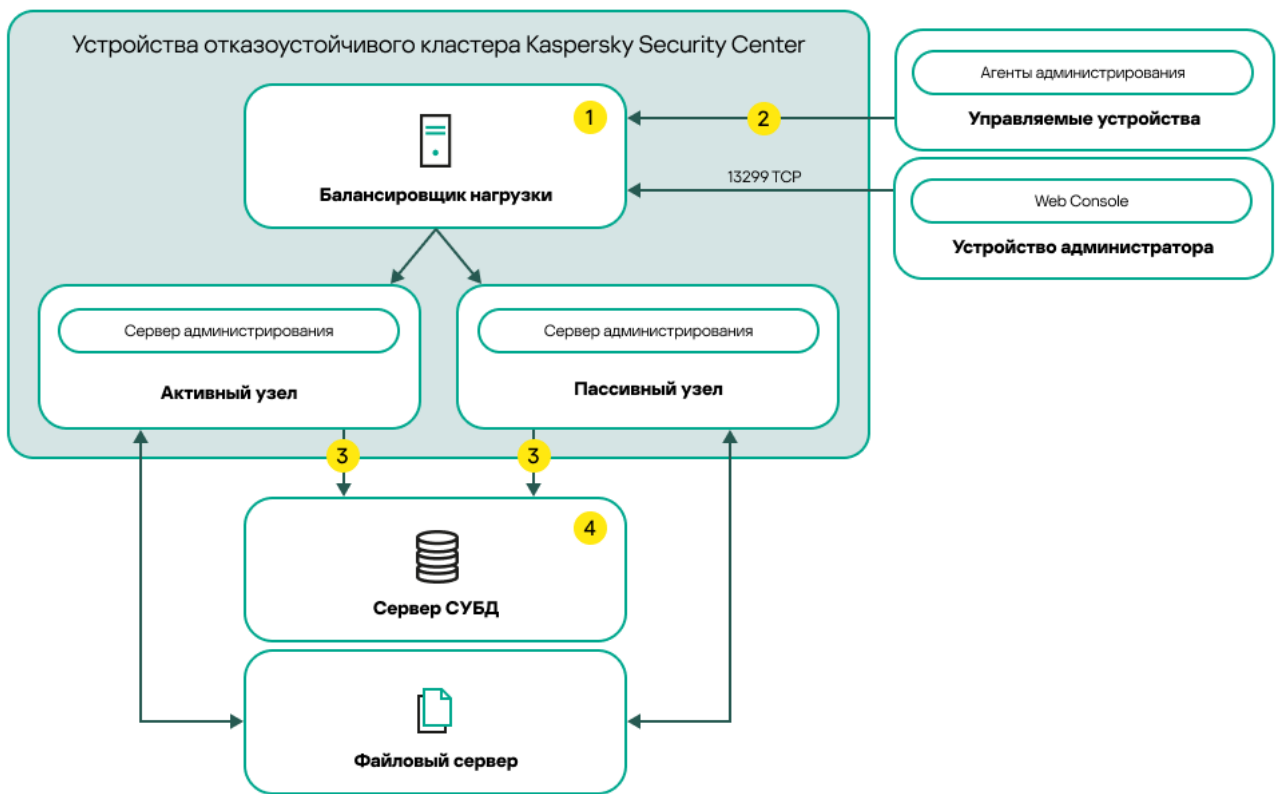 Устройства отказоустойчивого кластера Kaspersky Security Center
1
Балансировщик нагрузки
2
Агенты администрирования
Управляемые устройства
13299 TCP
Web Console
Устройство администратора
Сервер администрирования
Активный узел
Сервер администрирования
Пассивный узел
3
3
4
Сервер СУБД
Файловый сервер